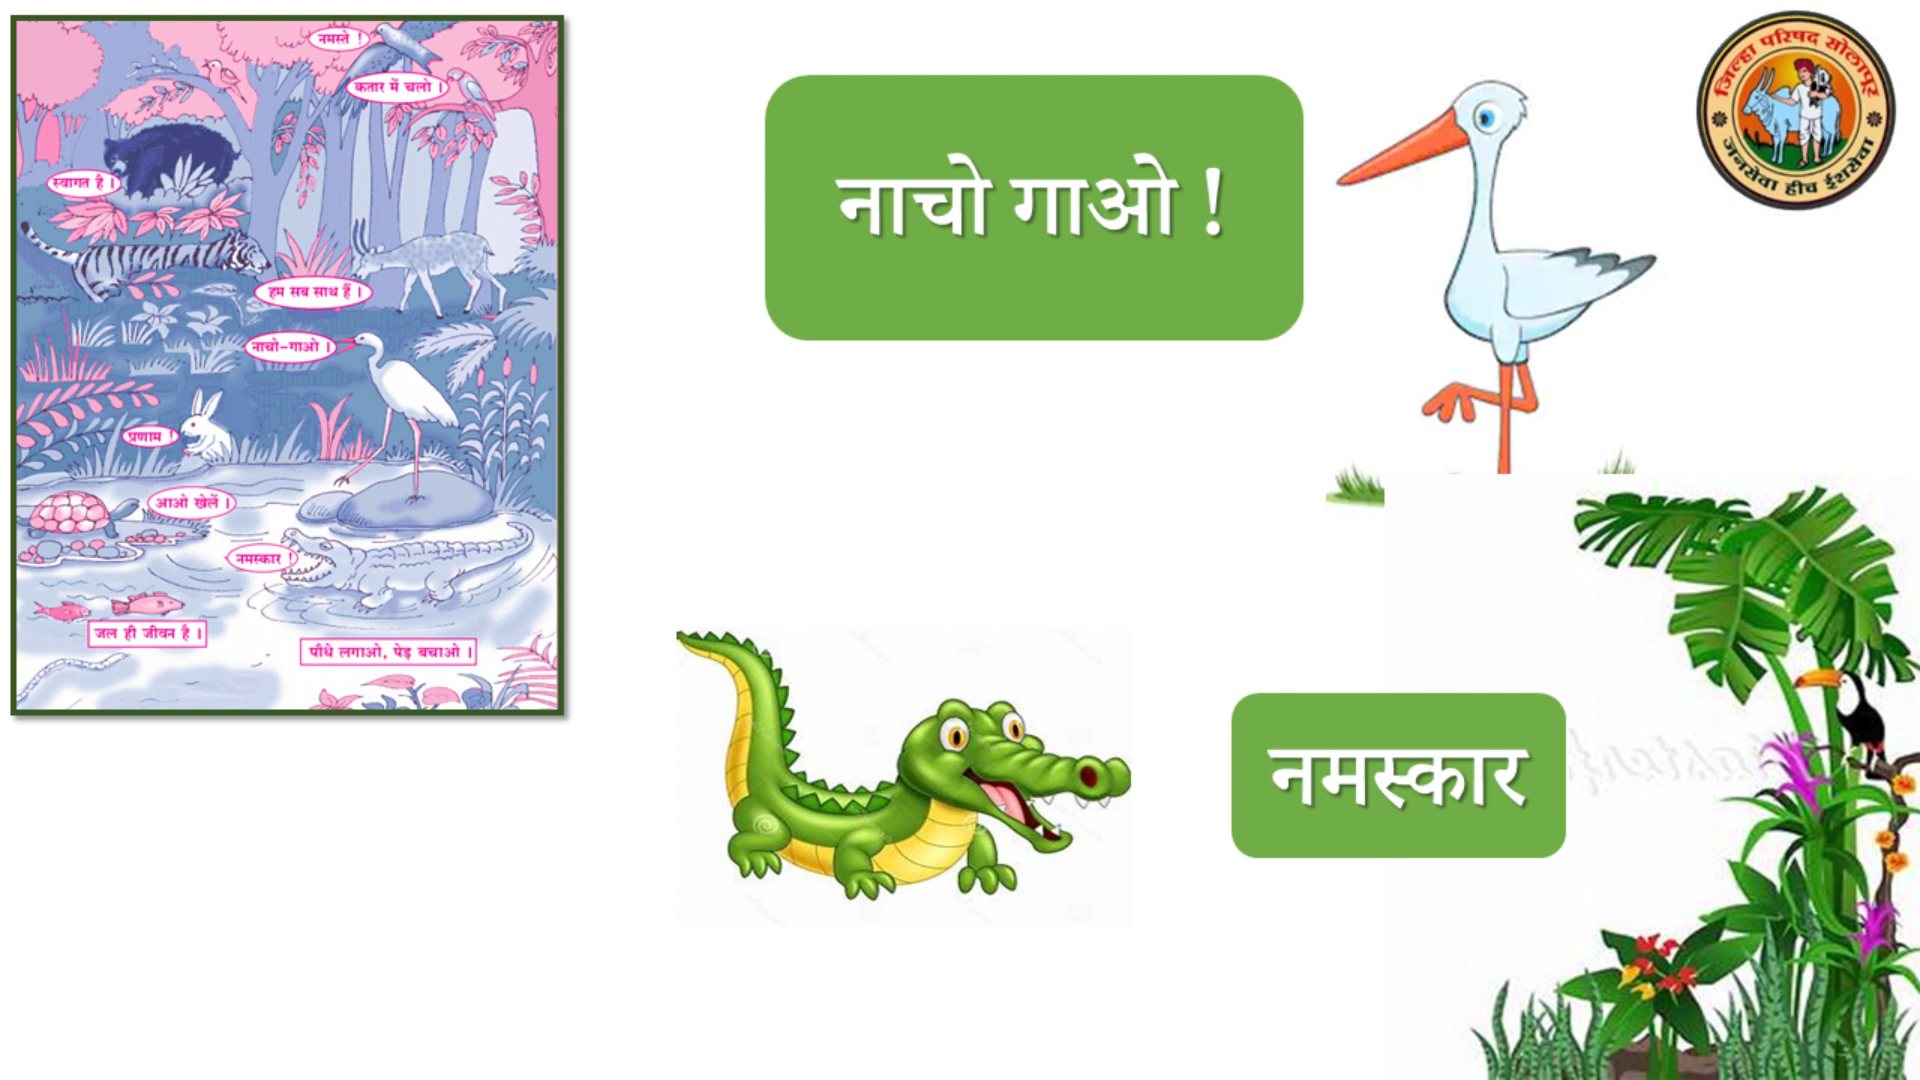 नमस्ते !
कतार में चलो ।
स्वागत है ।
हम सब साथ हैं ।
नाचो-गाओ ।
प्रणाम !
आओ खेलें ।
नमस्कार !
जल ही जीवन है ।
पौधे लगाओ, पेड़ बचाओ ।
नाचो गाओ !
जिल्हा परिषद सोलापूर
जनसेवा हीच ईशसेवा
नमस्कार